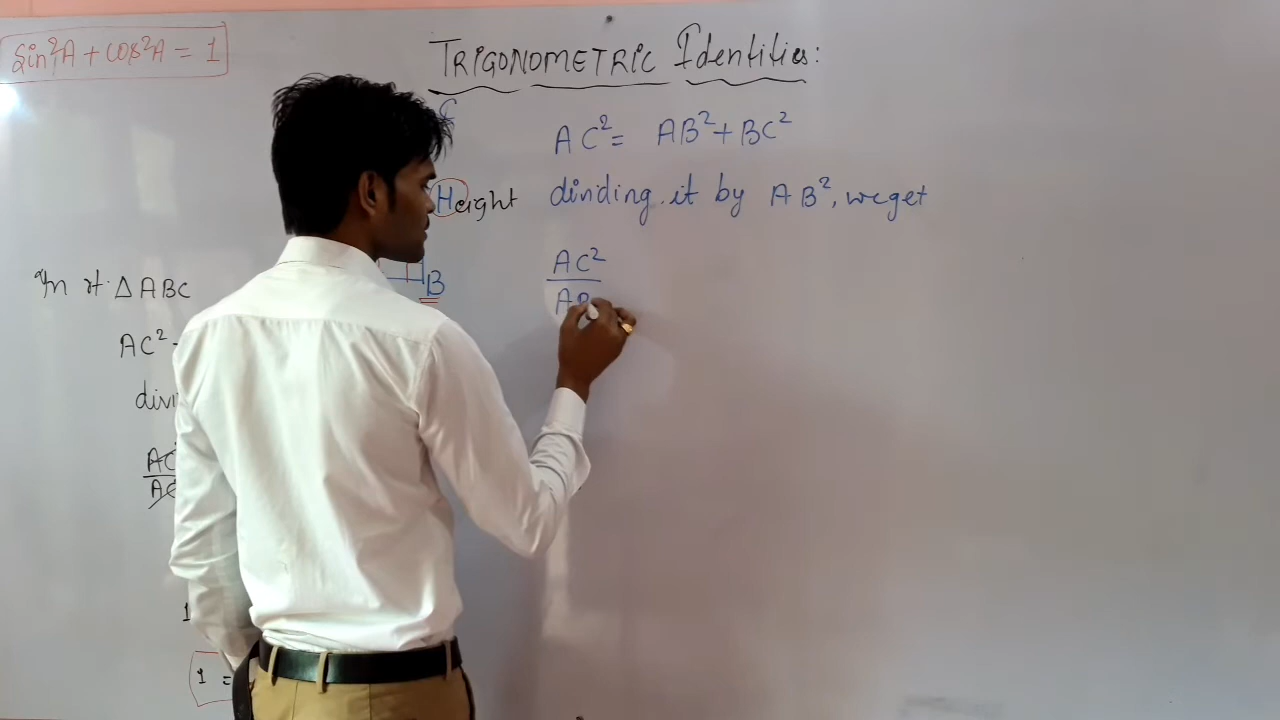 Sin²A + Cos²A = 1
TRIGONOMETRIC Identities:
C
Height
B
In rt. Δ ABC
AC²
divi
AC
AC
1
1 =
AC² = AB² + BC²
dividing it by AB², we get
AC²
AB